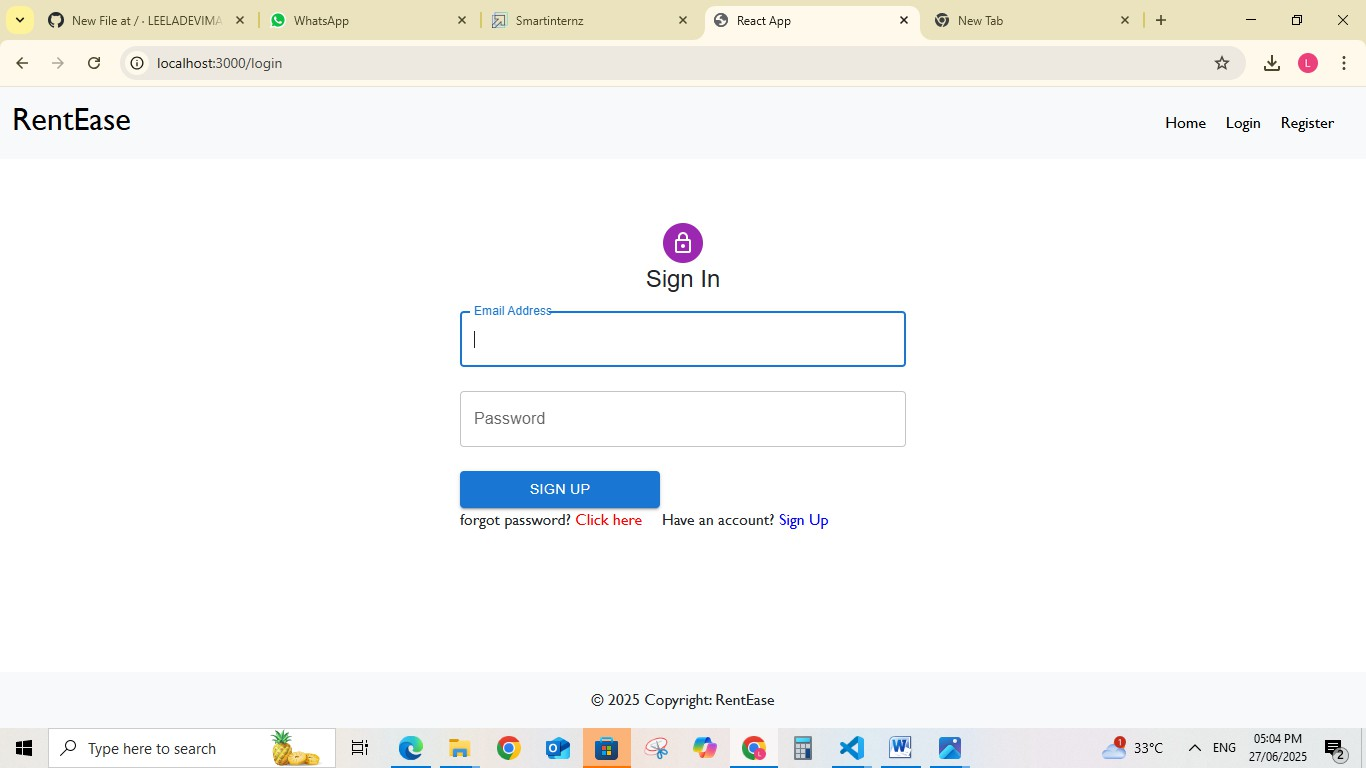 New File at / · LEELADEVIMA
WhatsApp
Smartinternz
React App
New Tab
localhost:3000/login
L
RentEase
Home Login Register
Sign In
Email Address
Password
SIGN UP
forgot password? Click here Have an account? Sign Up
© 2025 Copyright: RentEase
Type here to search
1
33°C
ENG
05:04 PM
27/06/2025
2